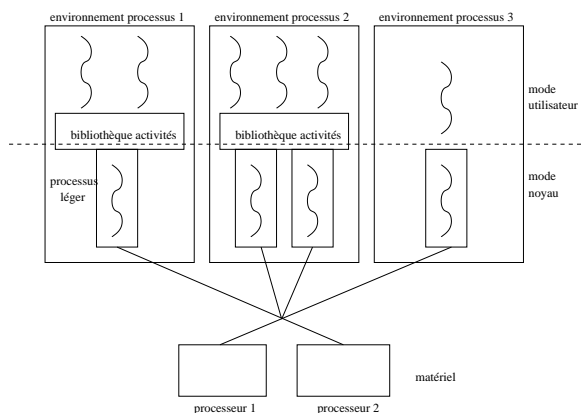 environnement processus 1
environnement processus 2
environnement processus 3
mode
utilisateur
bibliothèque activités
bibliothèque activités
processus
léger
mode
noyau
matériel
processeur 1
processeur 2